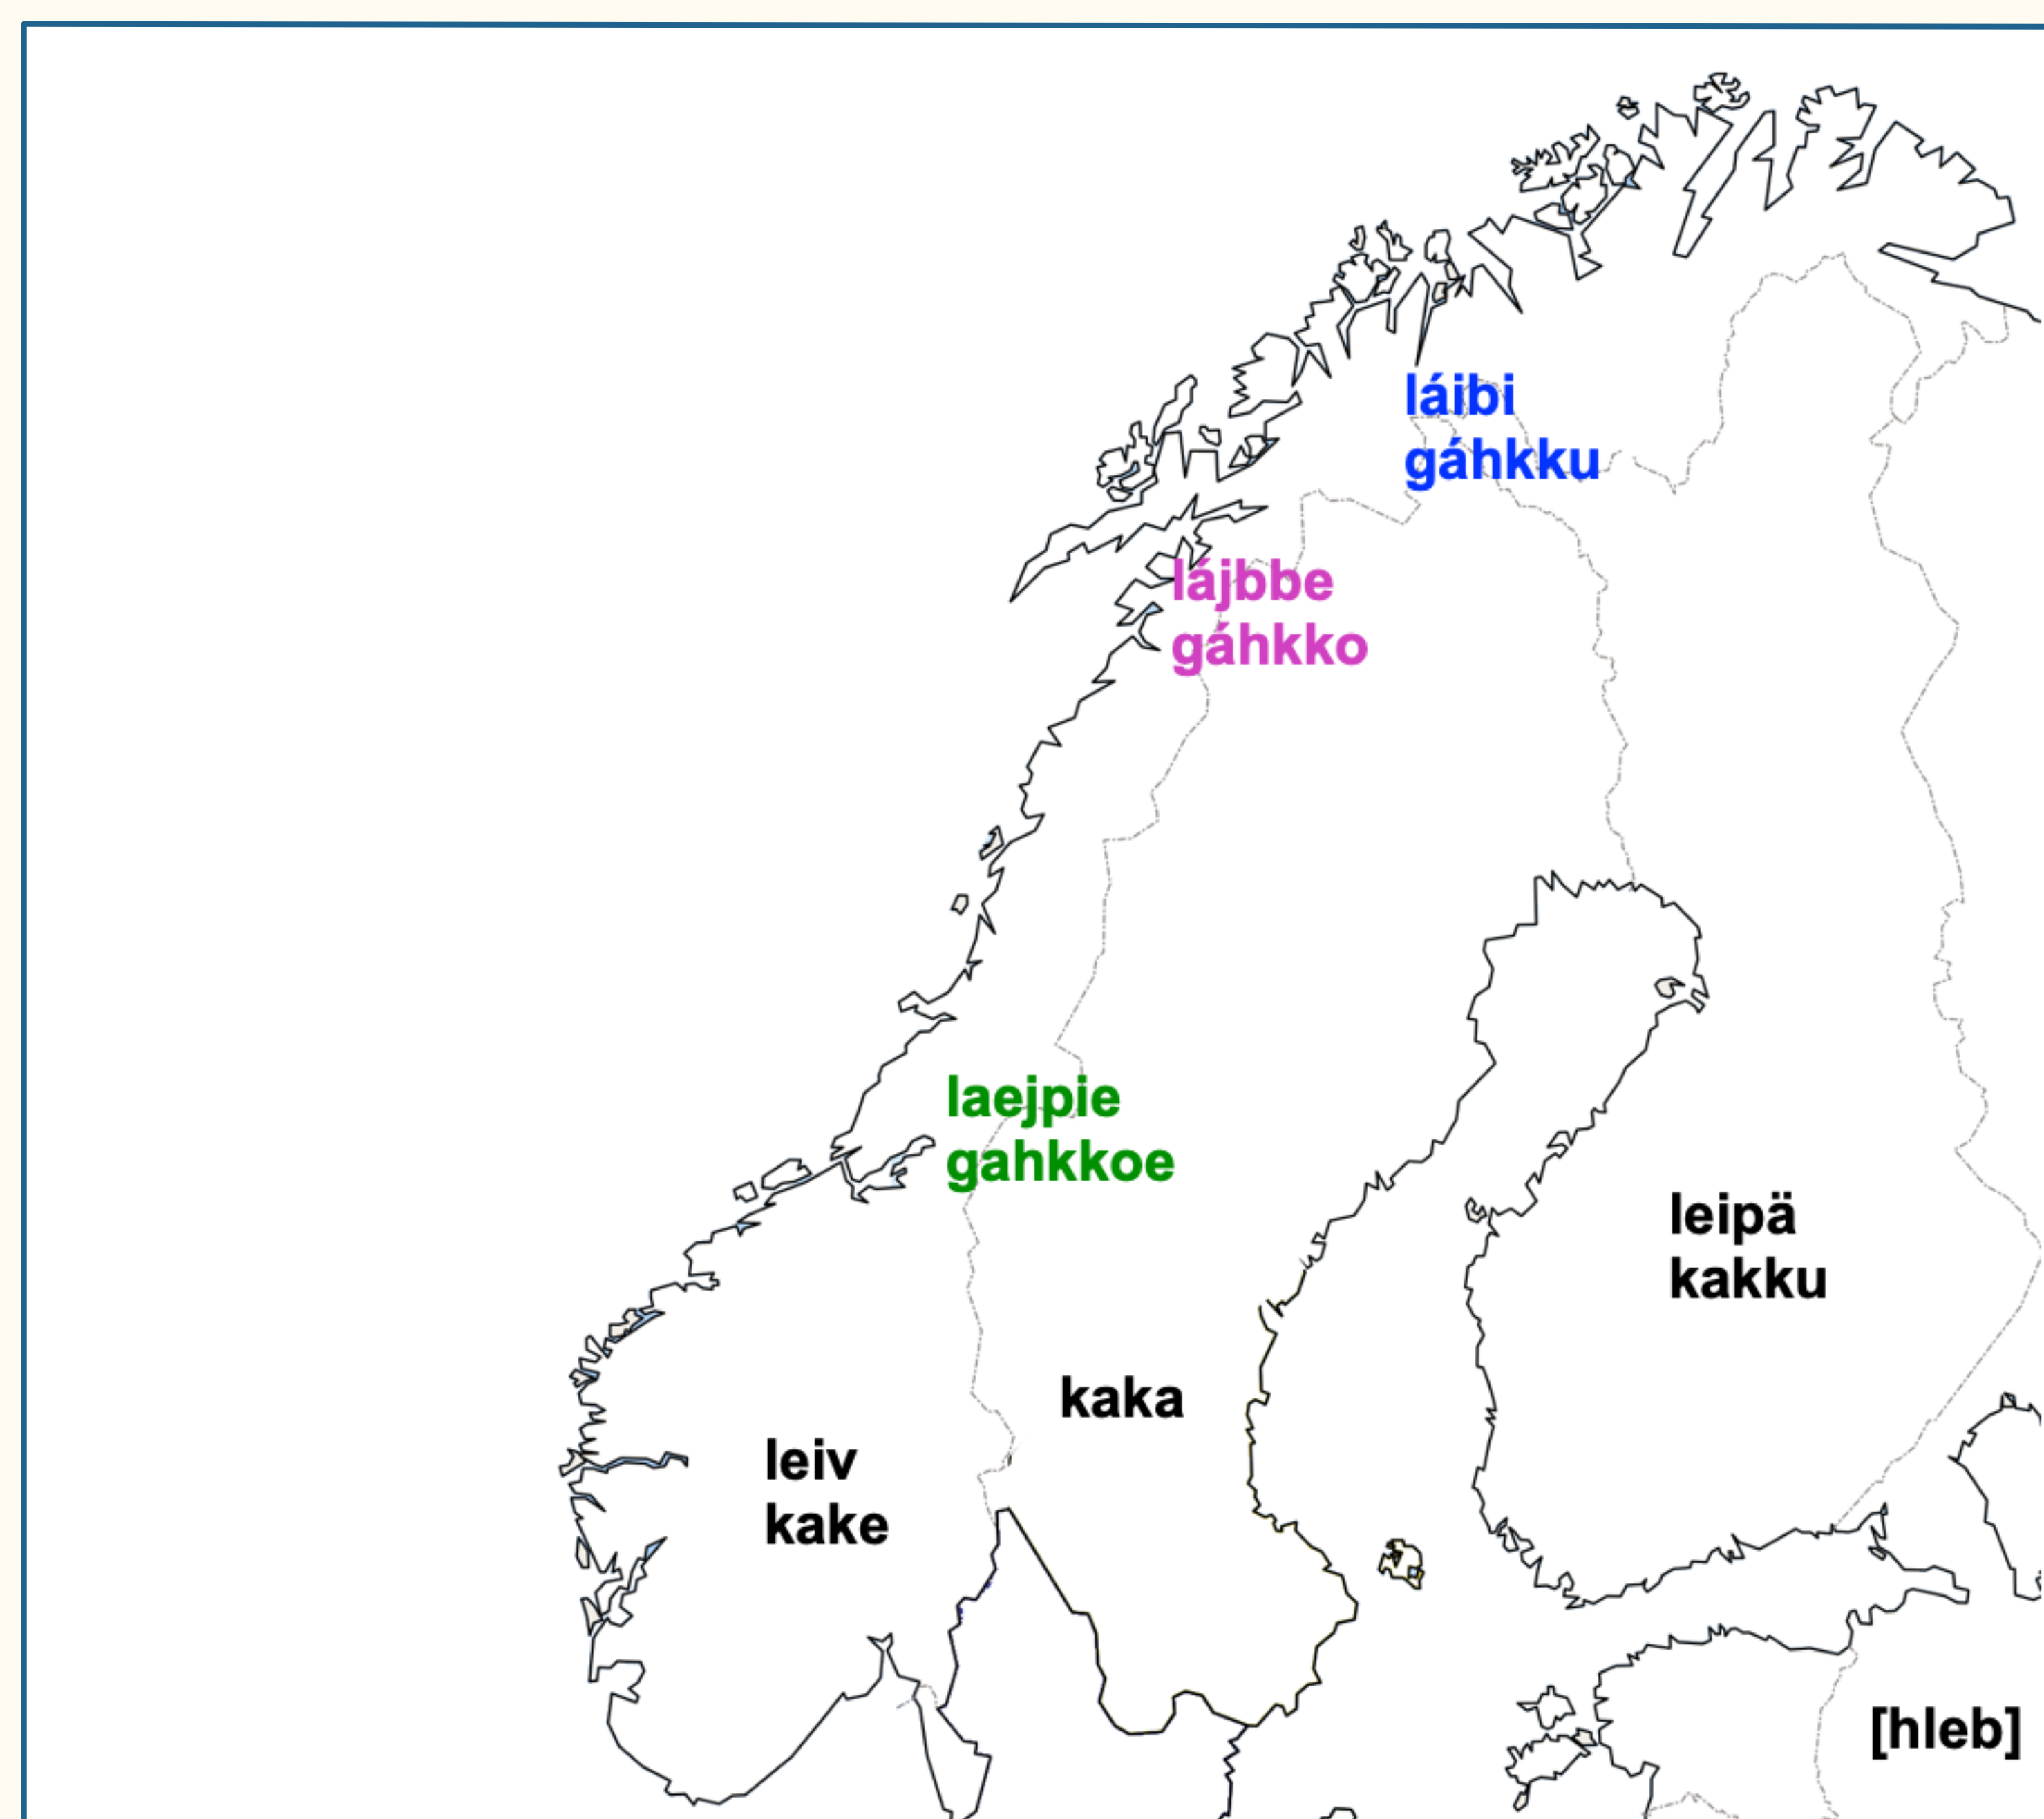 láibi
gáhkku
lájbbe
gáhkko
laejpie
gahkkoe
leipä
kakku
kaka
leiv
kake
[hleb]